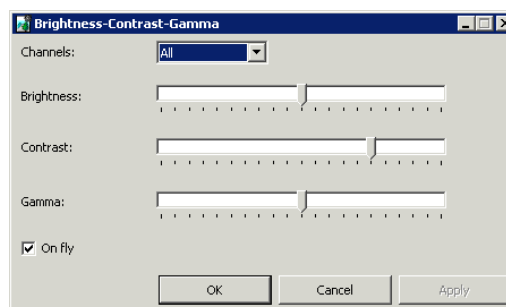 Brightness-Contrast-Gamma
Channels: All
Brightness:
Contrast:
Gamma:
On fly
OK Cancel Apply